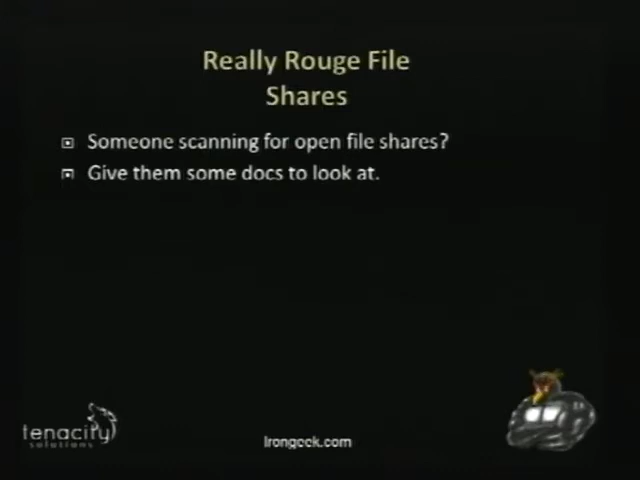 Really Rouge File
Shares
Someone scanning for open file shares?
Give them some docs to look at.
tenacity
solutions
Irongeek.com